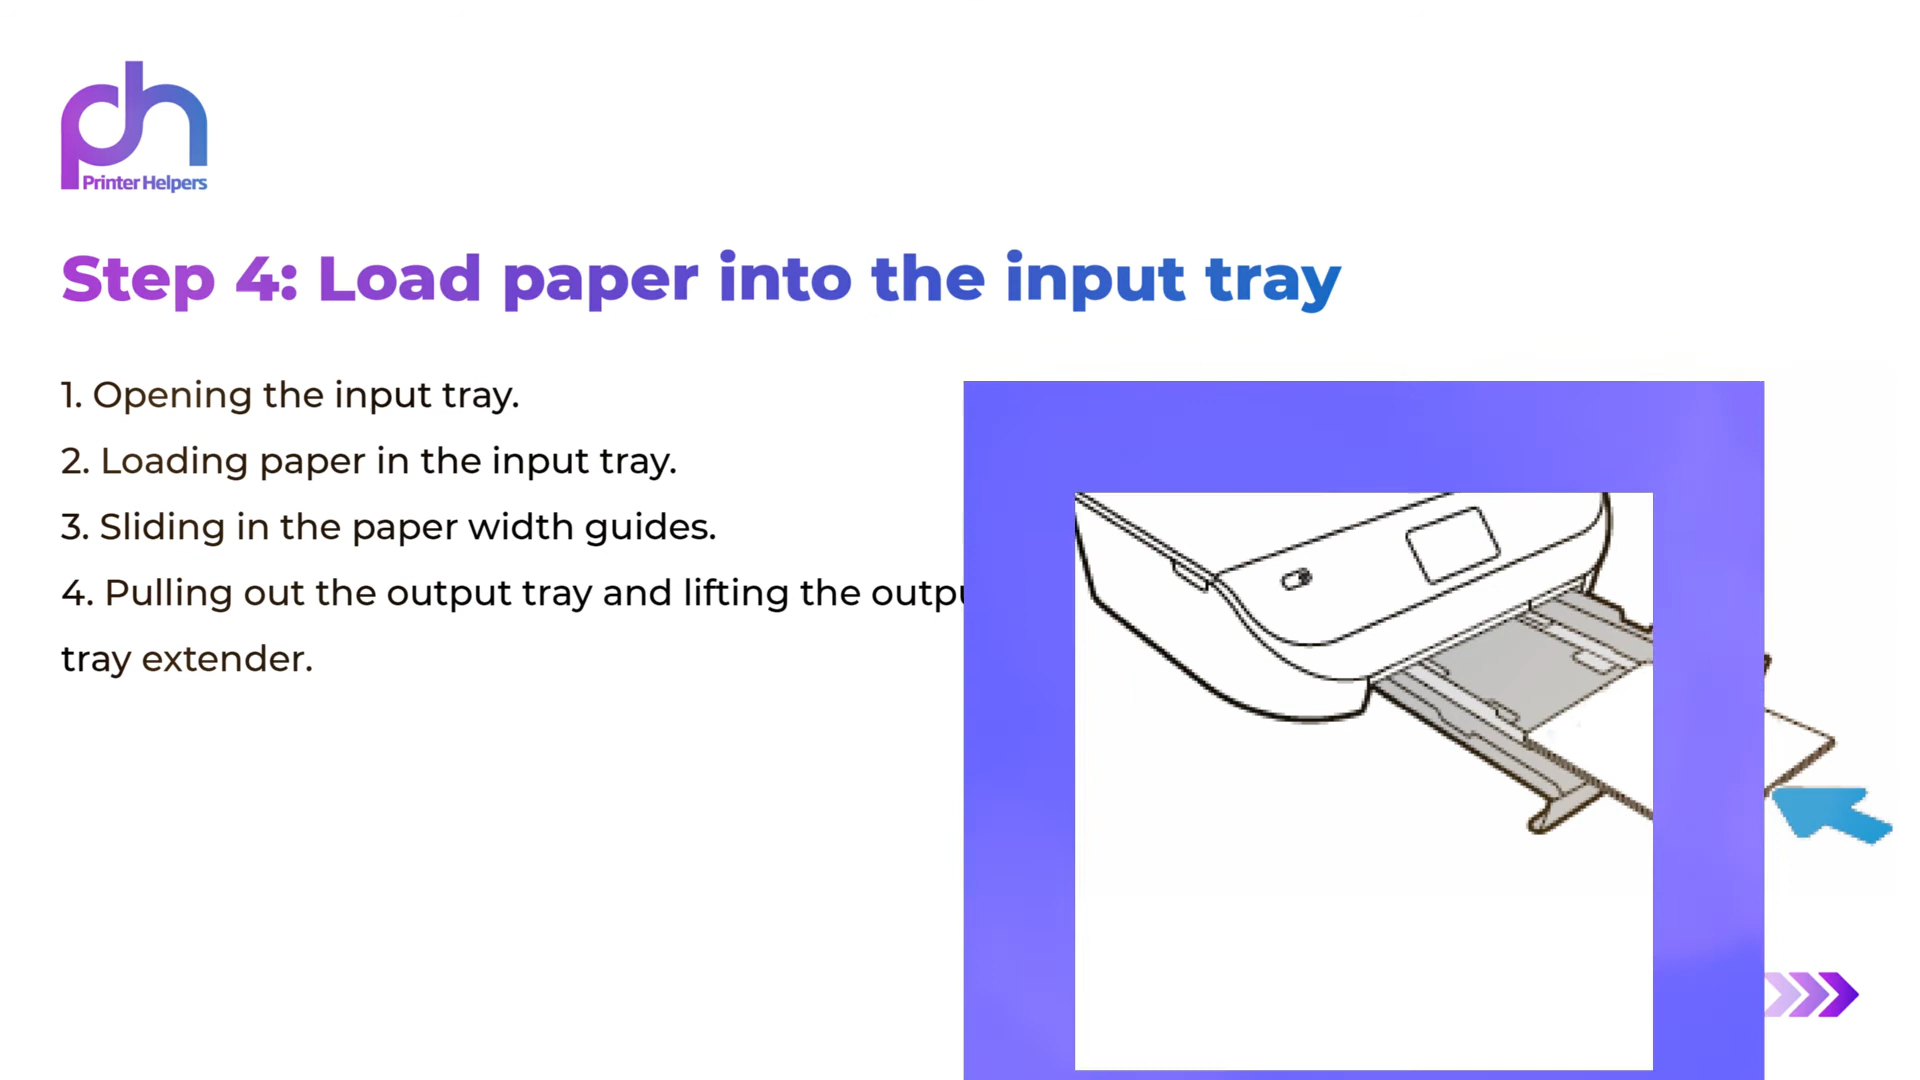 ph
Printer Helpers
Step 4: Load paper into the input tray
1. Opening the input tray.
2. Loading paper in the input tray.
3. Sliding in the paper width guides.
4. Pulling out the output tray and lifting the outpu
tray extender.